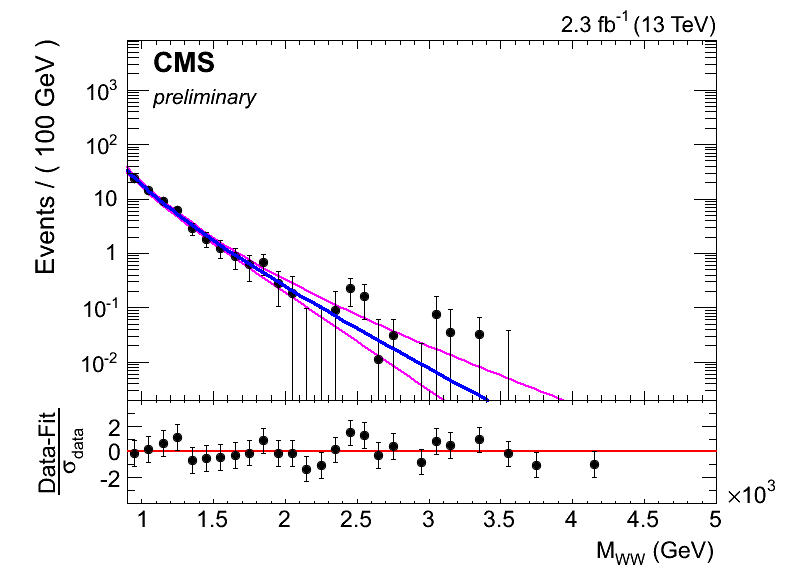 2.3 fb⁻¹ (13 TeV)
CMS
preliminary
Events / ( 100 GeV )
10³
10²
10
1
10⁻¹
10⁻²
Data-Fit
σdata
2
0
-2
1 1.5 2 2.5 3 3.5 4 4.5 5
×10³
M_WW (GeV)